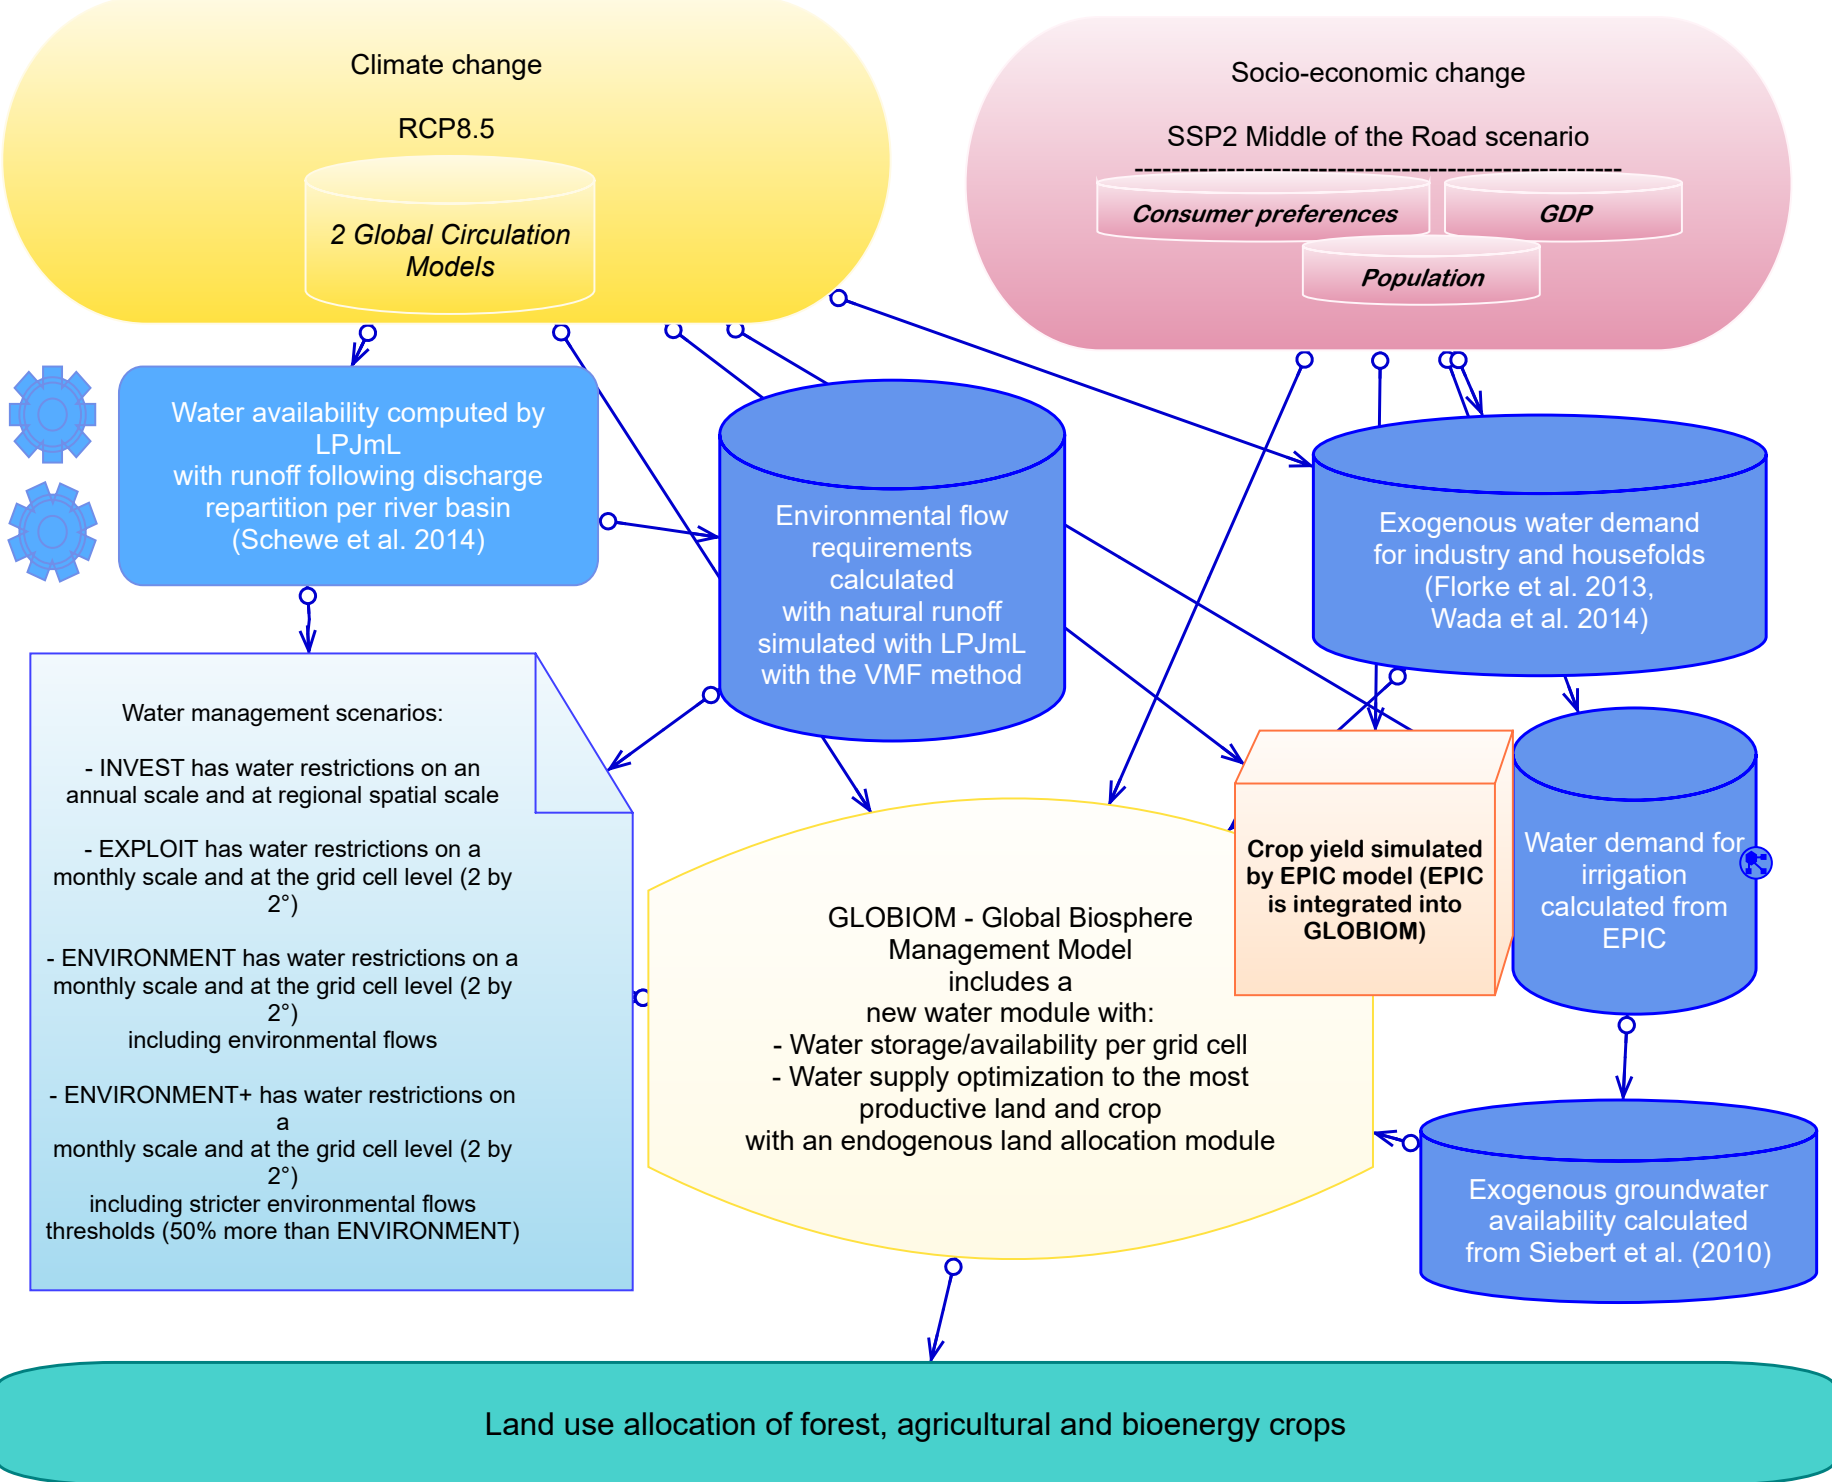 Climate change
RCP8.5
2 Global Circulation
Models
Socio-economic change
SSP2 Middle of the Road scenario
Consumer preferences
GDP
Population
Water availability computed by
LPJmL
with runoff following discharge
repartition per river basin
(Schewe et al. 2014)
Environmental flow
requirements
calculated
with natural runoff
simulated with LPJmL
with the VMF method
Exogenous water demand
for industry and housefolds
(Florke et al. 2013,
Wada et al. 2014)
Water management scenarios:
- INVEST has water restrictions on an
annual scale and at regional spatial scale
- EXPLOIT has water restrictions on a
monthly scale and at the grid cell level (2 by
2°)
- ENVIRONMENT has water restrictions on a
monthly scale and at the grid cell level (2 by
2°)
including environmental flows
- ENVIRONMENT+ has water restrictions on
a
monthly scale and at the grid cell level (2 by
2°)
including stricter environmental flows
thresholds (50% more than ENVIRONMENT)
GLOBIOM - Global Biosphere
Management Model
includes a
new water module with:
- Water storage/availability per grid cell
- Water supply optimization to the most
productive land and crop
with an endogenous land allocation module
Crop yield simulated
by EPIC model (EPIC
is integrated into
GLOBIOM)
Water demand for
irrigation
calculated from
EPIC
Exogenous groundwater
availability calculated
from Siebert et al. (2010)
Land use allocation of forest, agricultural and bioenergy crops